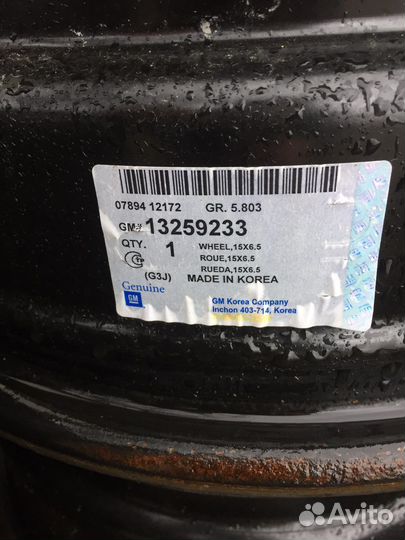 07894 12172 GR. 5.803
GM# 13259233
QTY. 1 WHEEL,15X6.5
ROUE,15X6.5
RUEDA,15X6.5
(G3J) MADE IN KOREA
Genuine
GM
GM Korea Company
Inchon 403-714, Korea
Avito